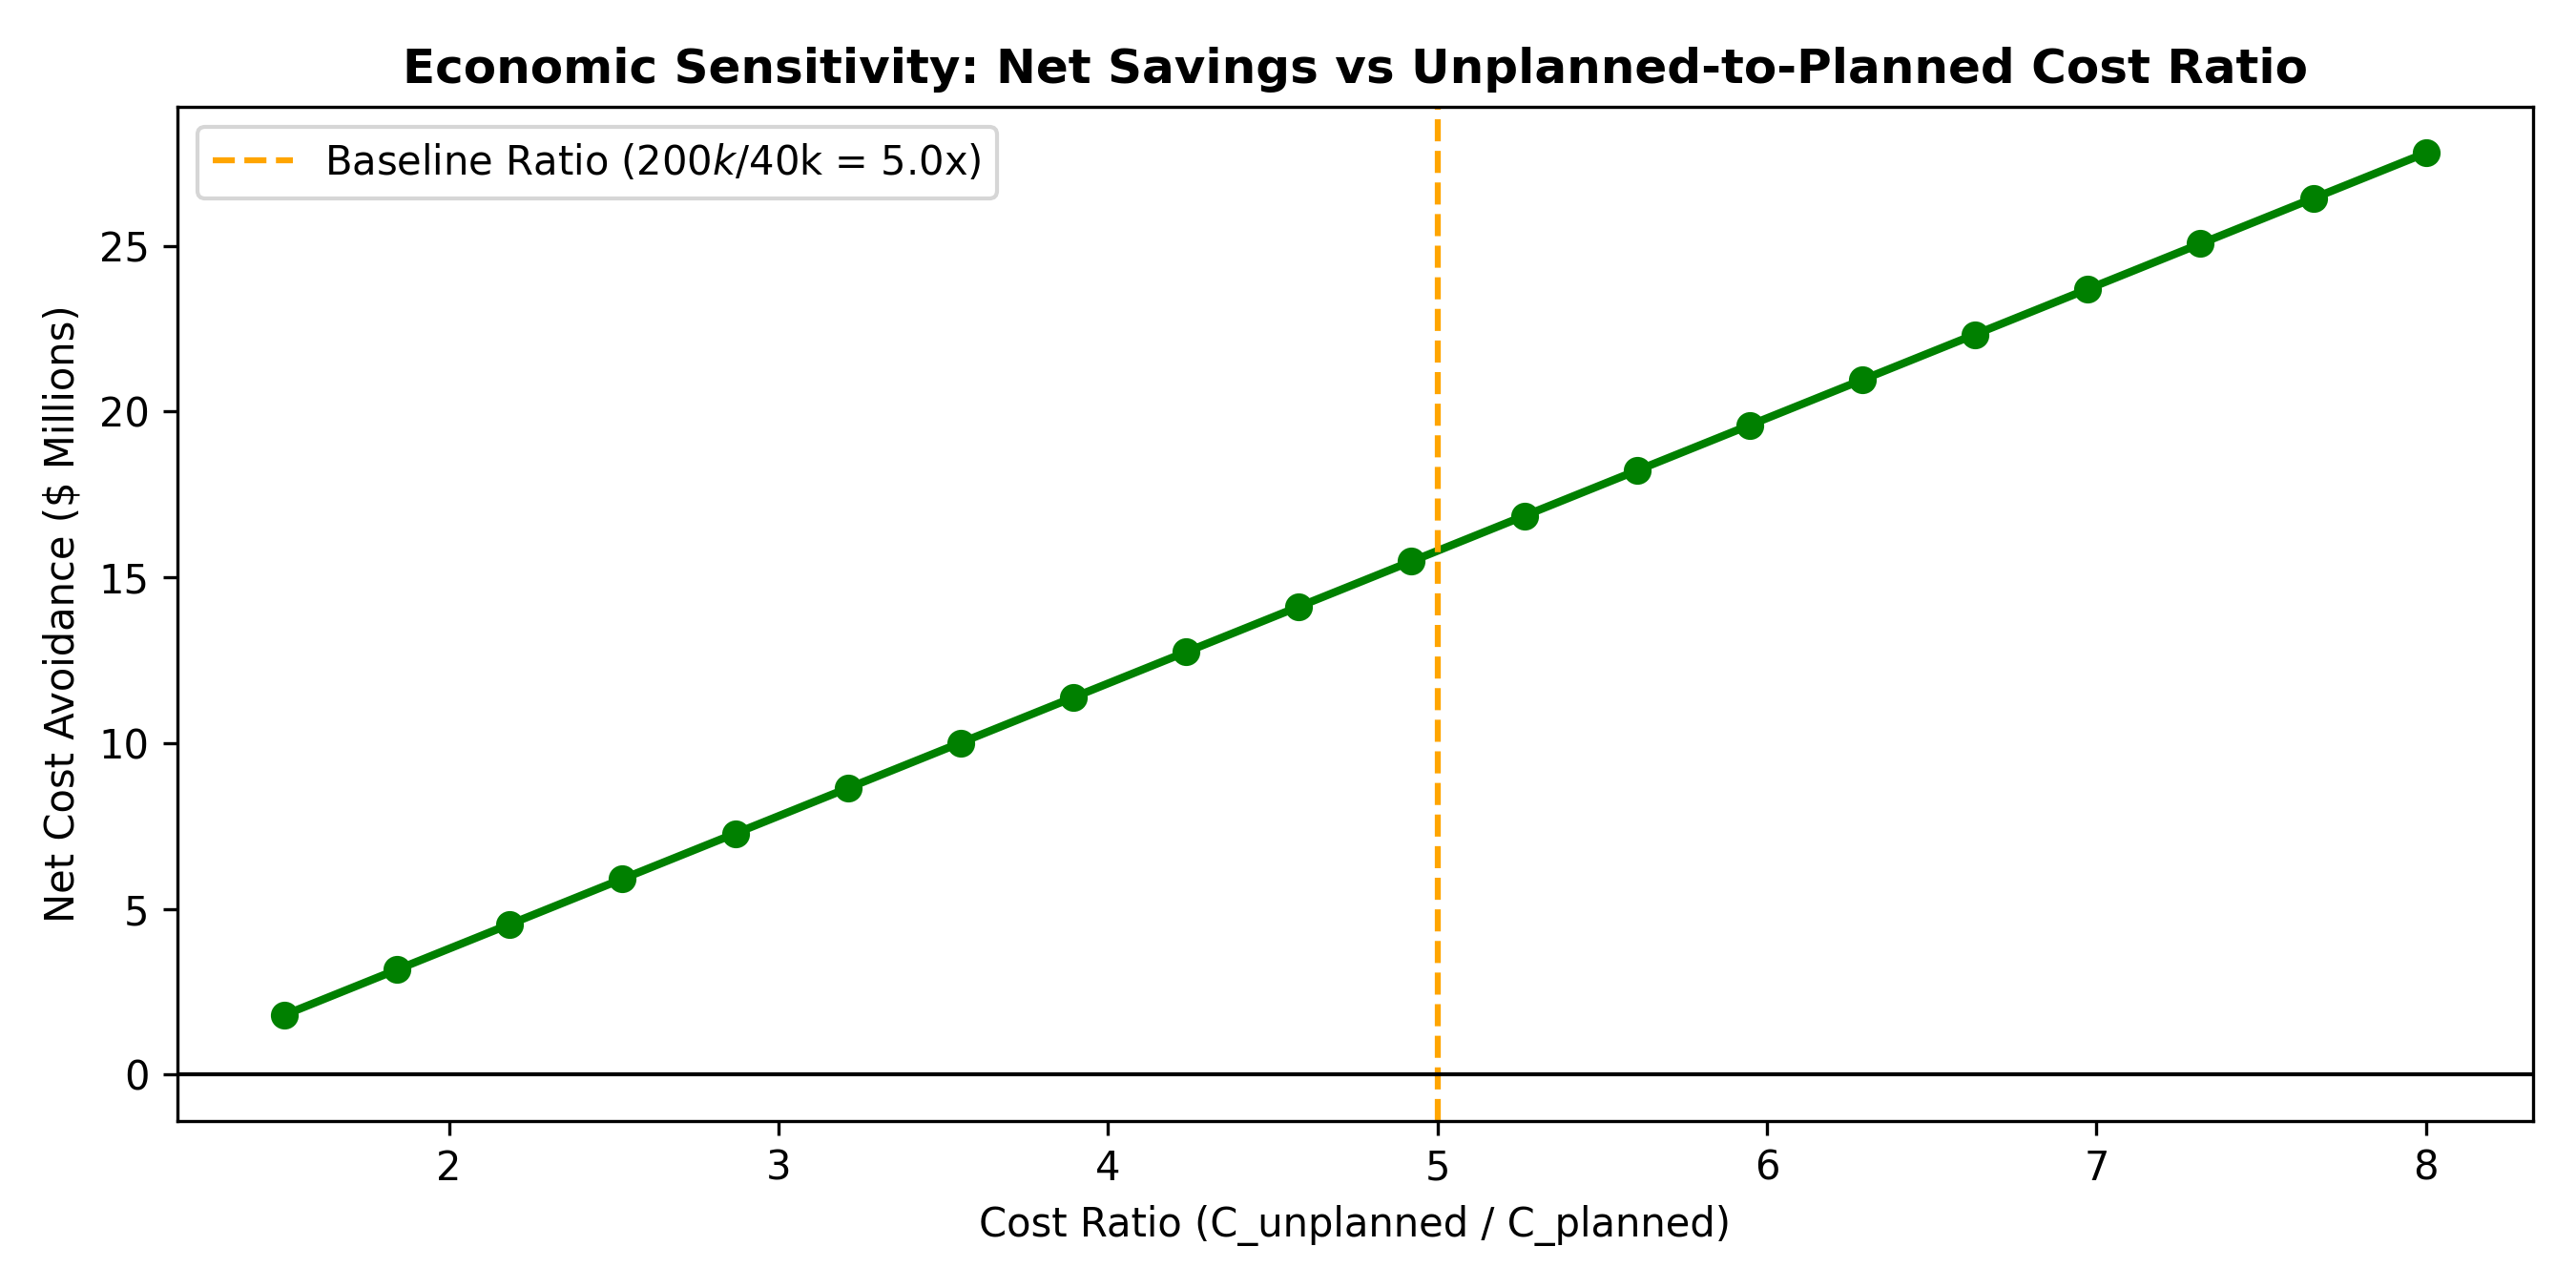 Economic Sensitivity: Net Savings vs Unplanned-to-Planned Cost Ratio
Baseline Ratio (200k/40k = 5.0x)
Net Cost Avoidance ($ Millions)
25
20
15
10
5
0
2 3 4 5 6 7 8
Cost Ratio (C_unplanned / C_planned)